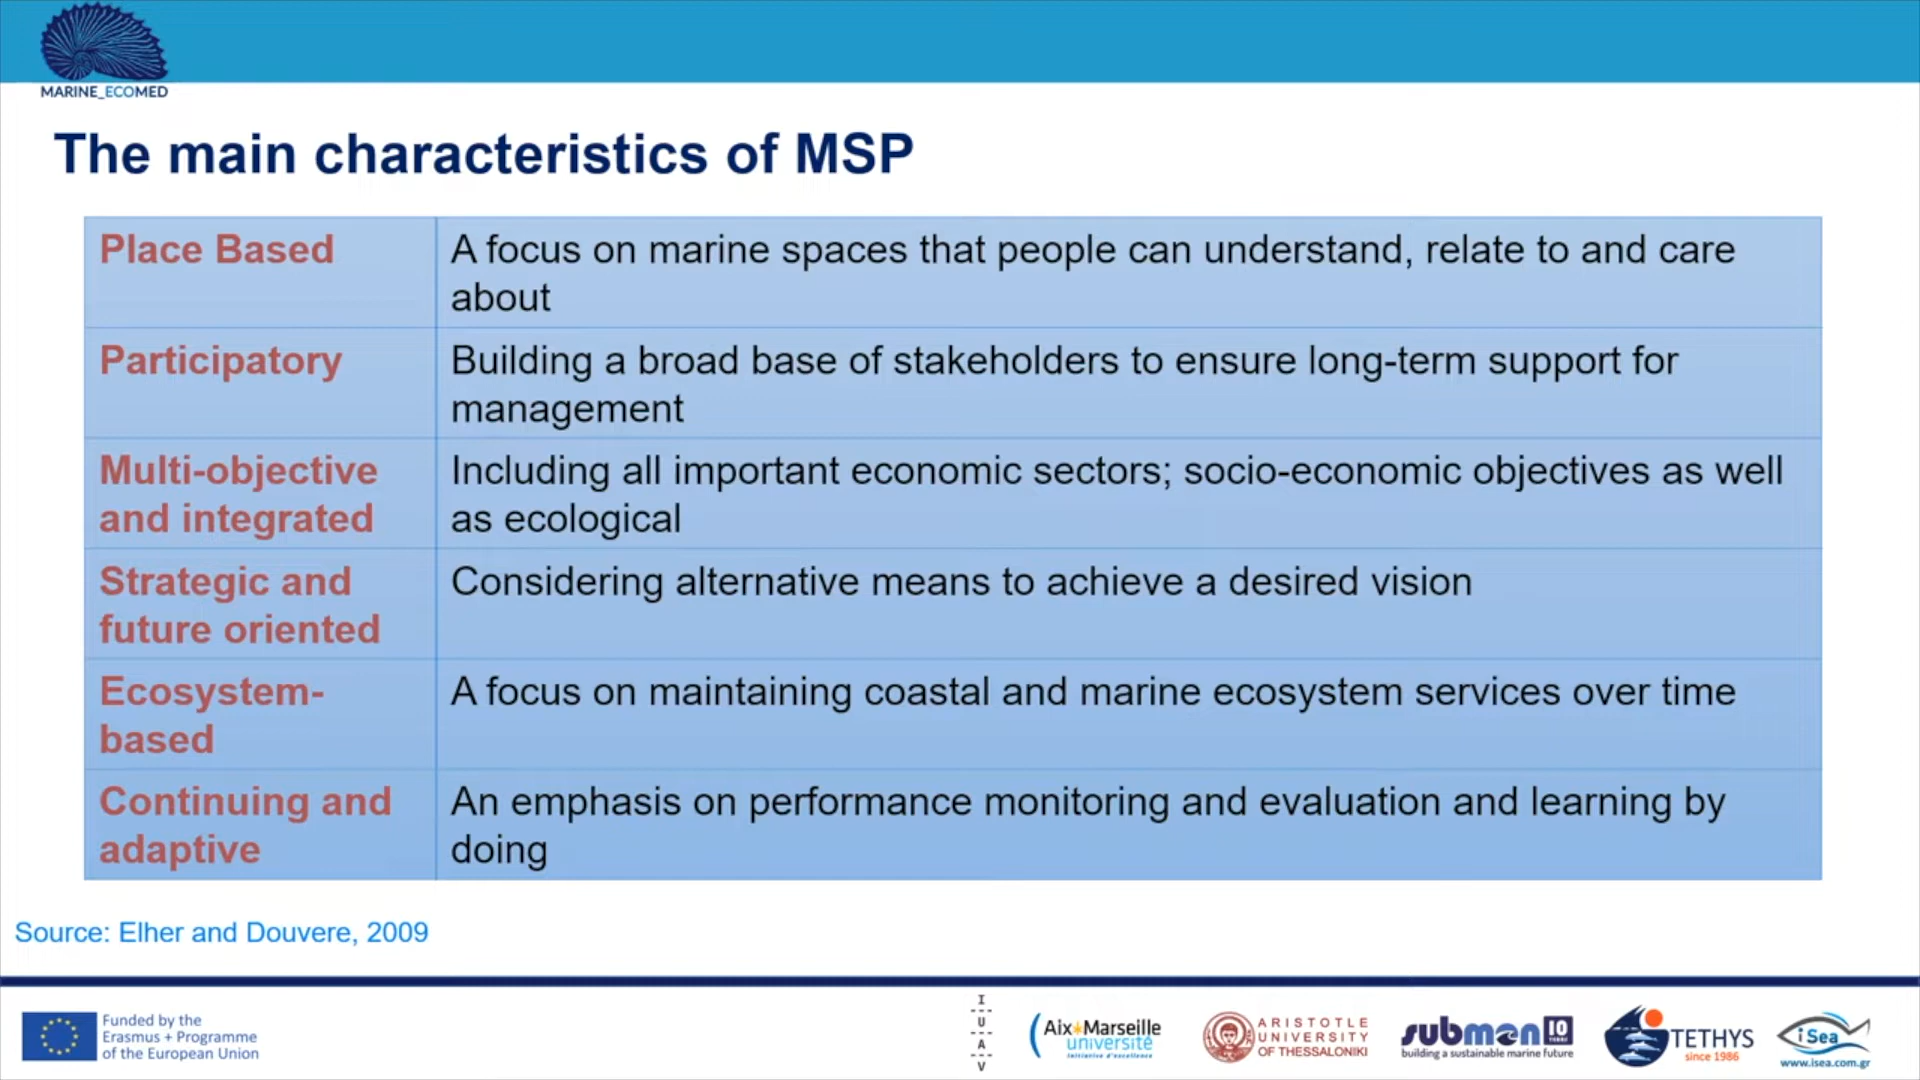 MARINE_ECOMED
The main characteristics of MSP
Place Based
A focus on marine spaces that people can understand, relate to and care
about
Participatory
Building a broad base of stakeholders to ensure long-term support for
management
Multi-objective
and integrated
Including all important economic sectors; socio-economic objectives as well
as ecological
Strategic and
future oriented
Considering alternative means to achieve a desired vision
Ecosystem-
based
A focus on maintaining coastal and marine ecosystem services over time
Continuing and
adaptive
An emphasis on performance monitoring and evaluation and learning by
doing
Source: Elher and Douvere, 2009
Funded by the
Erasmus + Programme
of the European Union
I
---
U
---
A
---
V
Aix*Marseille
université
initiative d'excellence
ARISTOTLE
UNIVERSITY
OF THESSALONIKI
submon 10
YEARS
building a sustainable marine future
TETHYS
since 1986
iSea
www.isea.com.gr